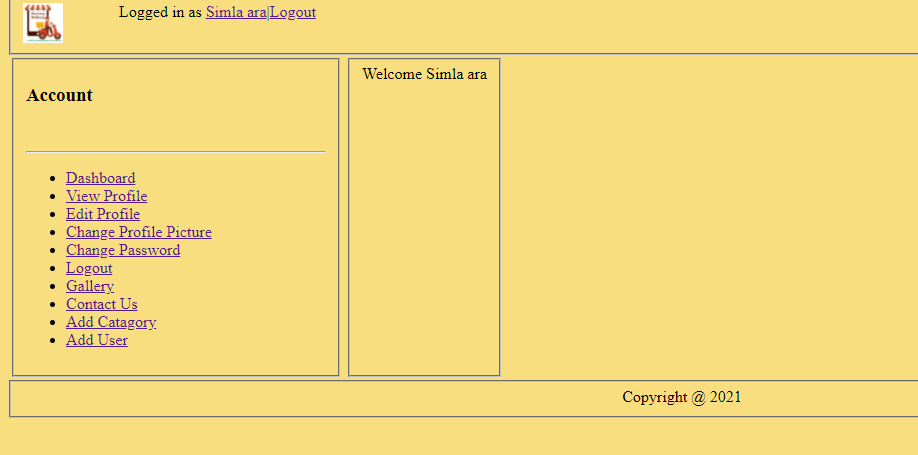 Logged in as Simla ara|Logout
Account
Welcome Simla ara
Dashboard
View Profile
Edit Profile
Change Profile Picture
Change Password
Logout
Gallery
Contact Us
Add Catagory
Add User
Copyright @ 2021